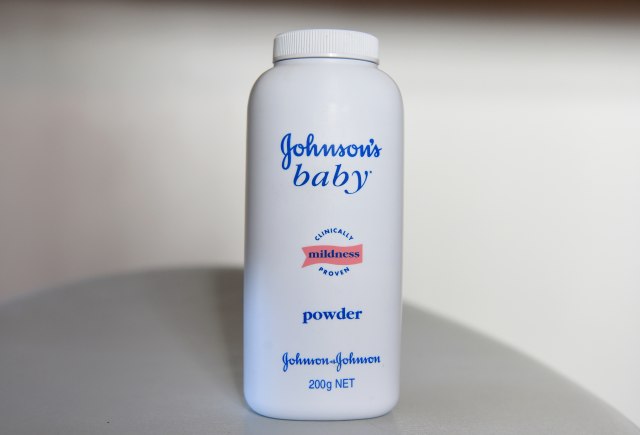 Johnson's
baby
CLINICALLY
mildness
PROVEN
powder
Johnson & Johnson
200g NET